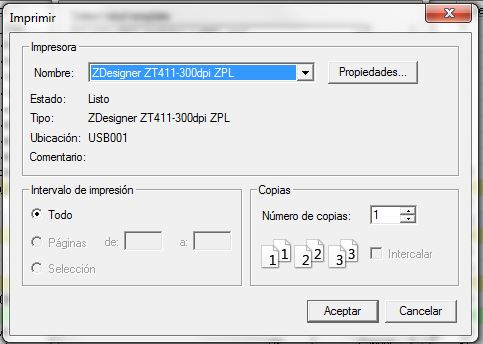 Imprimir
Impresora
Nombre: ZDesigner ZT411-300dpi ZPL Propiedades...
Estado: Listo
Tipo: ZDesigner ZT411-300dpi ZPL
Ubicación: USB001
Comentario:
Intervalo de impresión
Todo
Páginas de: a:
Selección
Copias
Número de copias: 1
1 1 2 2 3 3 Intercalar
Aceptar Cancelar